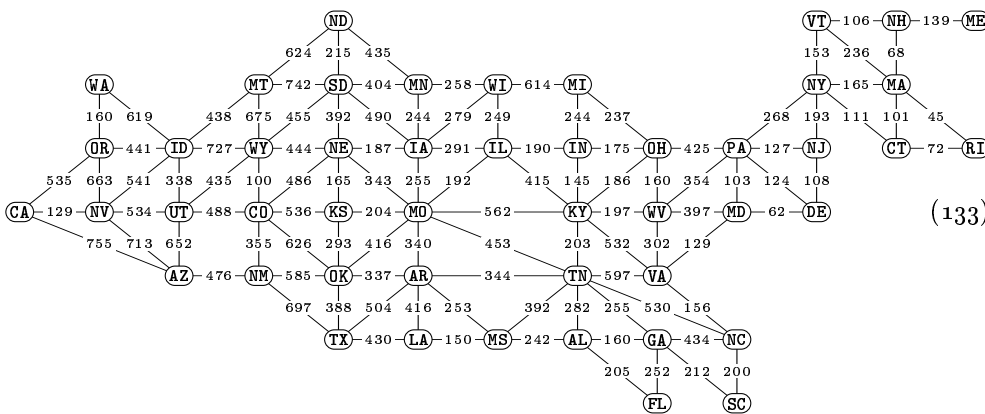 ND VT 106 NH 139 ME
624 215 435 153 236 68
WA MT 742 SD 404 MN 258 WI 614 MI NY 165 MA
160 619 438 675 455 392 490 244 279 249 244 237 268 193 111 101 45
OR 441 ID 727 WY 444 NE 187 IA 291 IL 190 IN 175 OH 425 PA 127 NJ CT 72 RI
535 663 541 338 435 100 486 165 343 255 192 415 145 186 160 354 103 124 108
CA 129 NV 534 UT 488 CO 536 KS 204 MO 562 KY 197 WV 397 MD 62 DE (133)
755 713 652 355 626 293 416 340 453 203 532 302 129
AZ 476 NM 585 OK 337 AR 344 TN 597 VA
697 388 504 416 253 392 282 255 530 156
TX 430 LA 150 MS 242 AL 160 GA 434 NC
205 252 212 200
FL SC